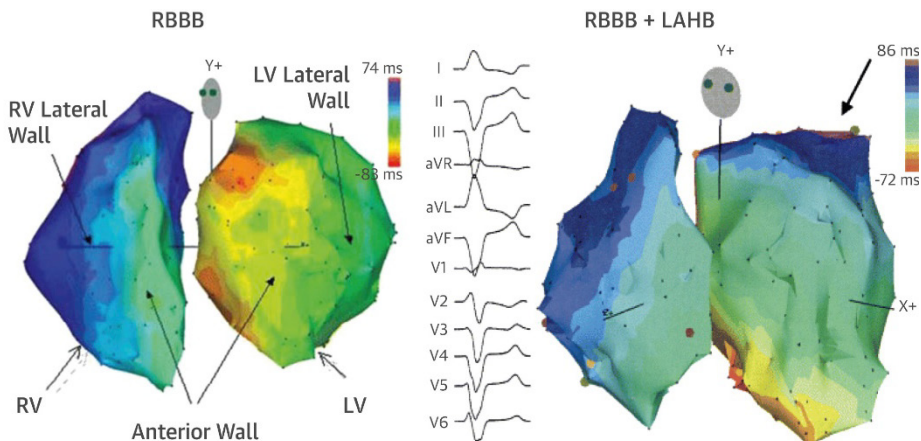 RBBB
RBBB + LAHB
Y+
LV Lateral
Wall
74 ms
-83 ms
RV Lateral
Wall
RV
LV
Anterior Wall
I
II
III
aVR
aVL
aVF
V1
V2
V3
V4
V5
V6
Y+
86 ms
-72 ms
X+